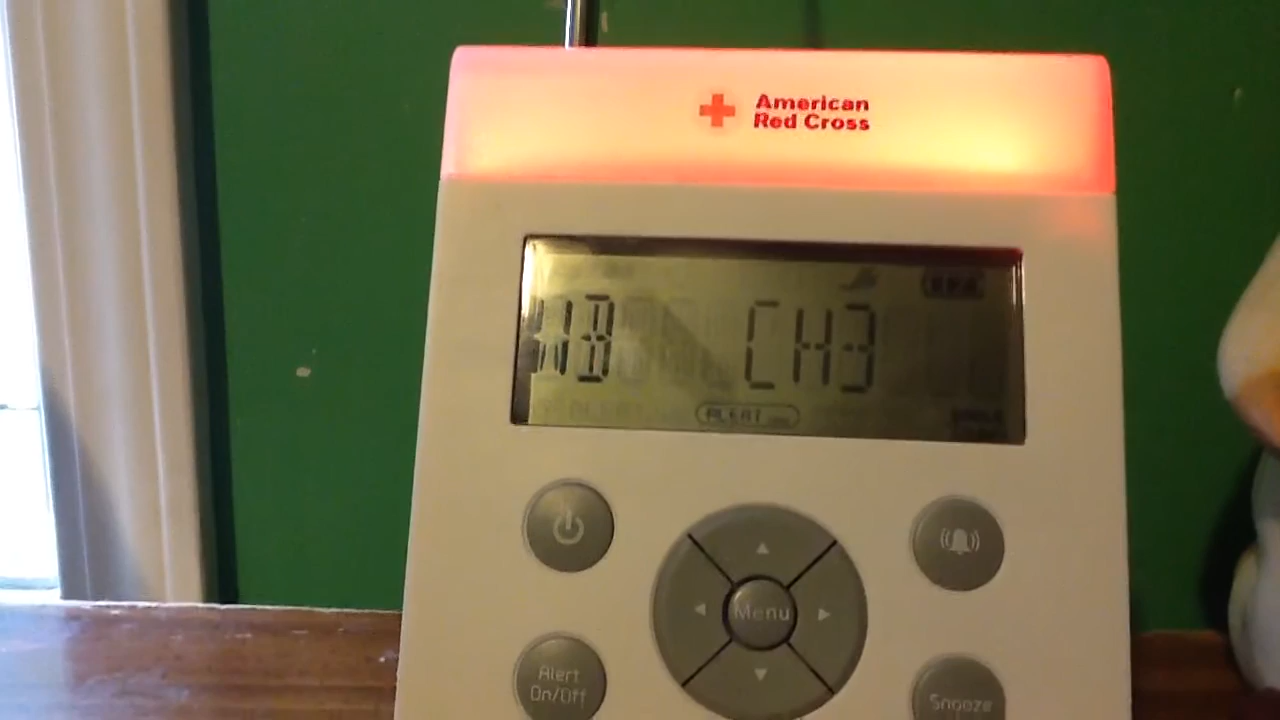 American
Red Cross
WB CH3
ALERT
Menu
Alert
On/Off
Snooze